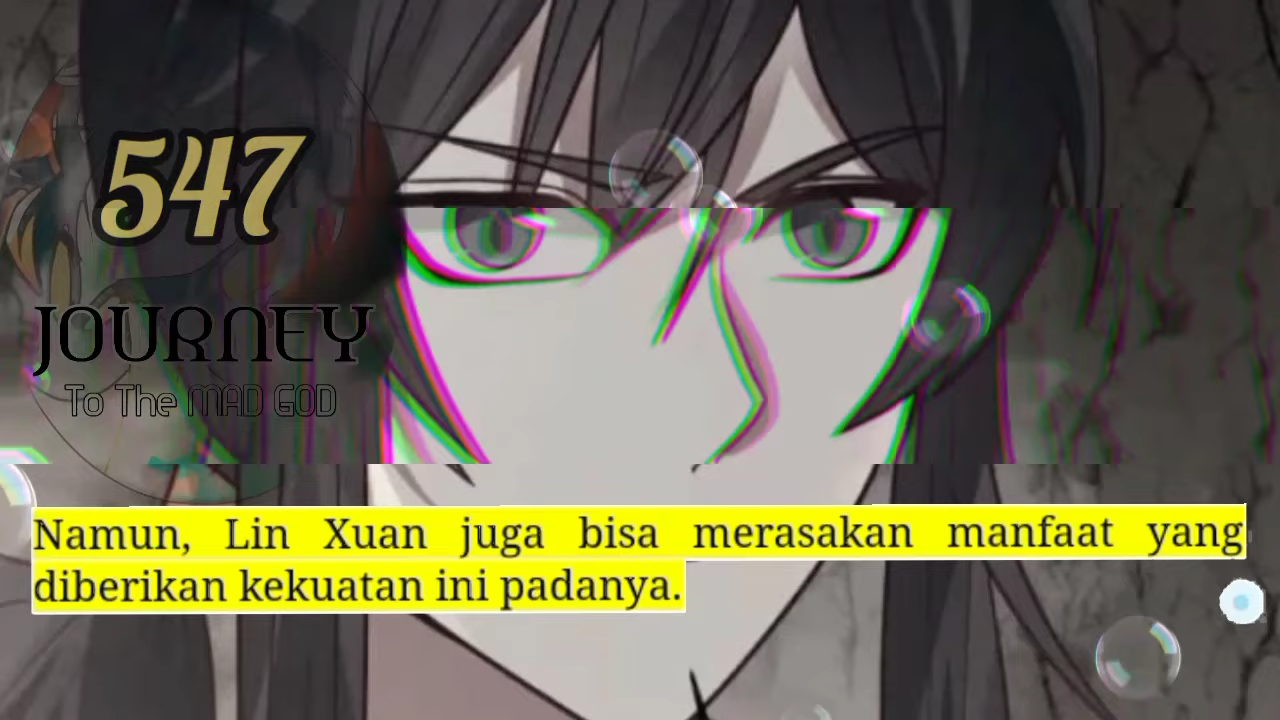 547
JOURNEY
To The MAD GOD
Namun, Lin Xuan juga bisa merasakan manfaat yang
diberikan kekuatan ini padanya.